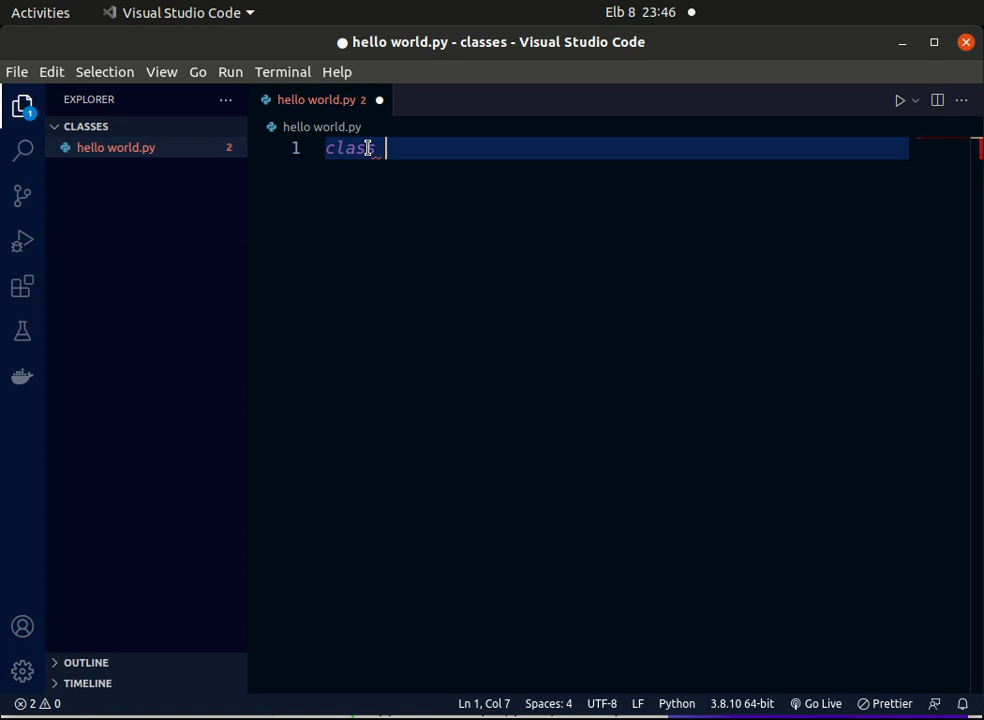 Activities Visual Studio Code Elb 8 23:46
hello world.py - classes - Visual Studio Code
File Edit Selection View Go Run Terminal Help
EXPLORER
hello world.py 2
CLASSES
hello world.py
hello world.py 2
1 class
OUTLINE
TIMELINE
2 0 Ln 1, Col 7 Spaces: 4 UTF-8 LF Python 3.8.10 64-bit Go Live Prettier